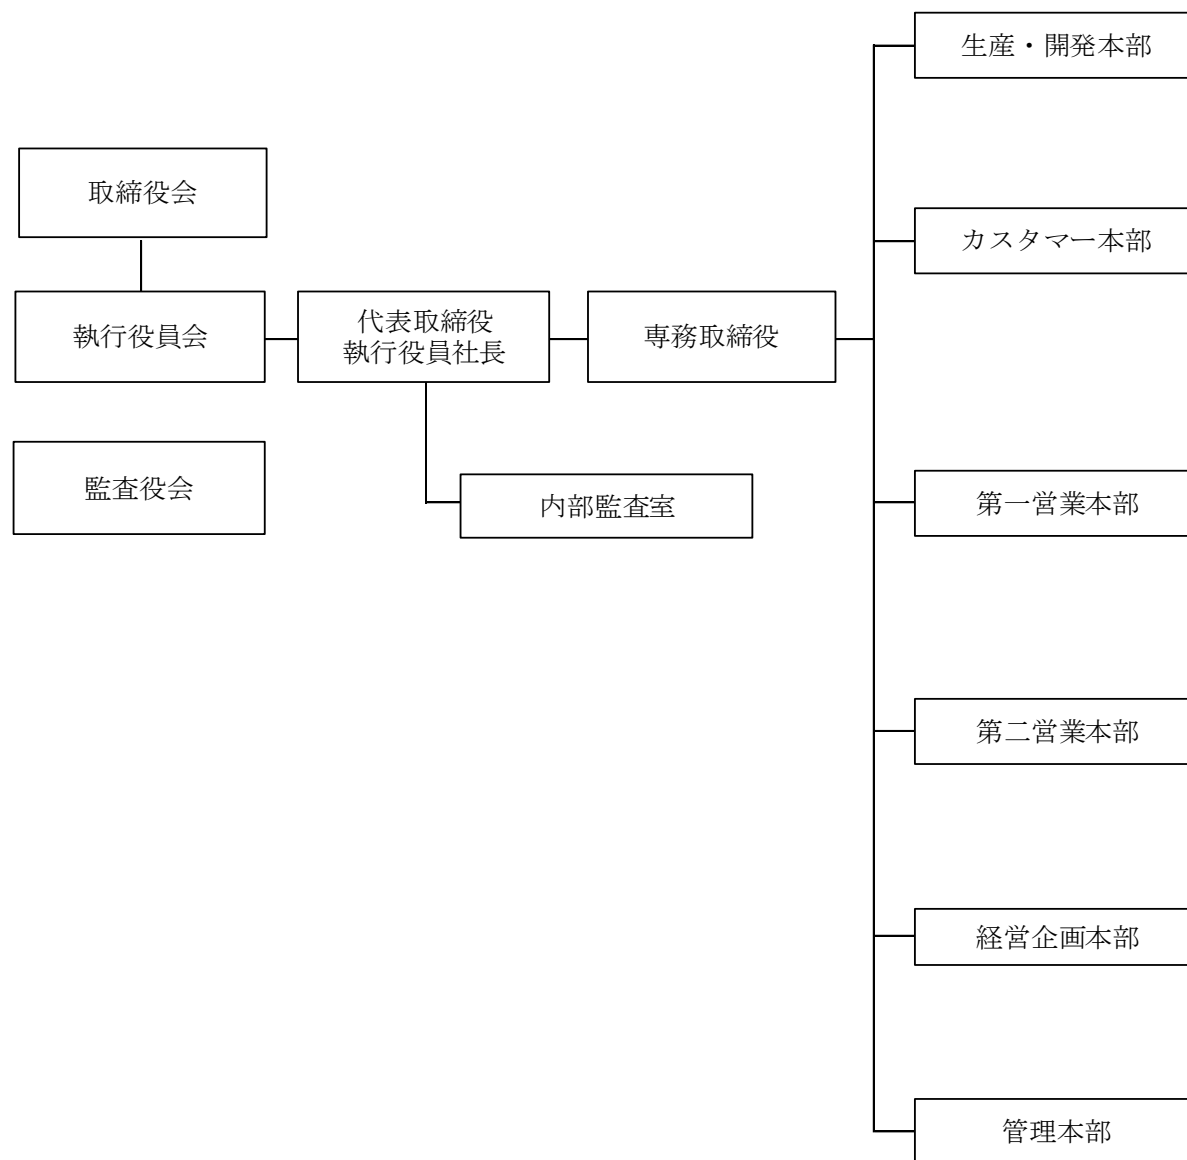 生産・開発本部
取締役会
カスタマー本部
執行役員会
代表取締役
執行役員社長
専務取締役
監査役会
内部監査室
第一営業本部
第二営業本部
経営企画本部
管理本部